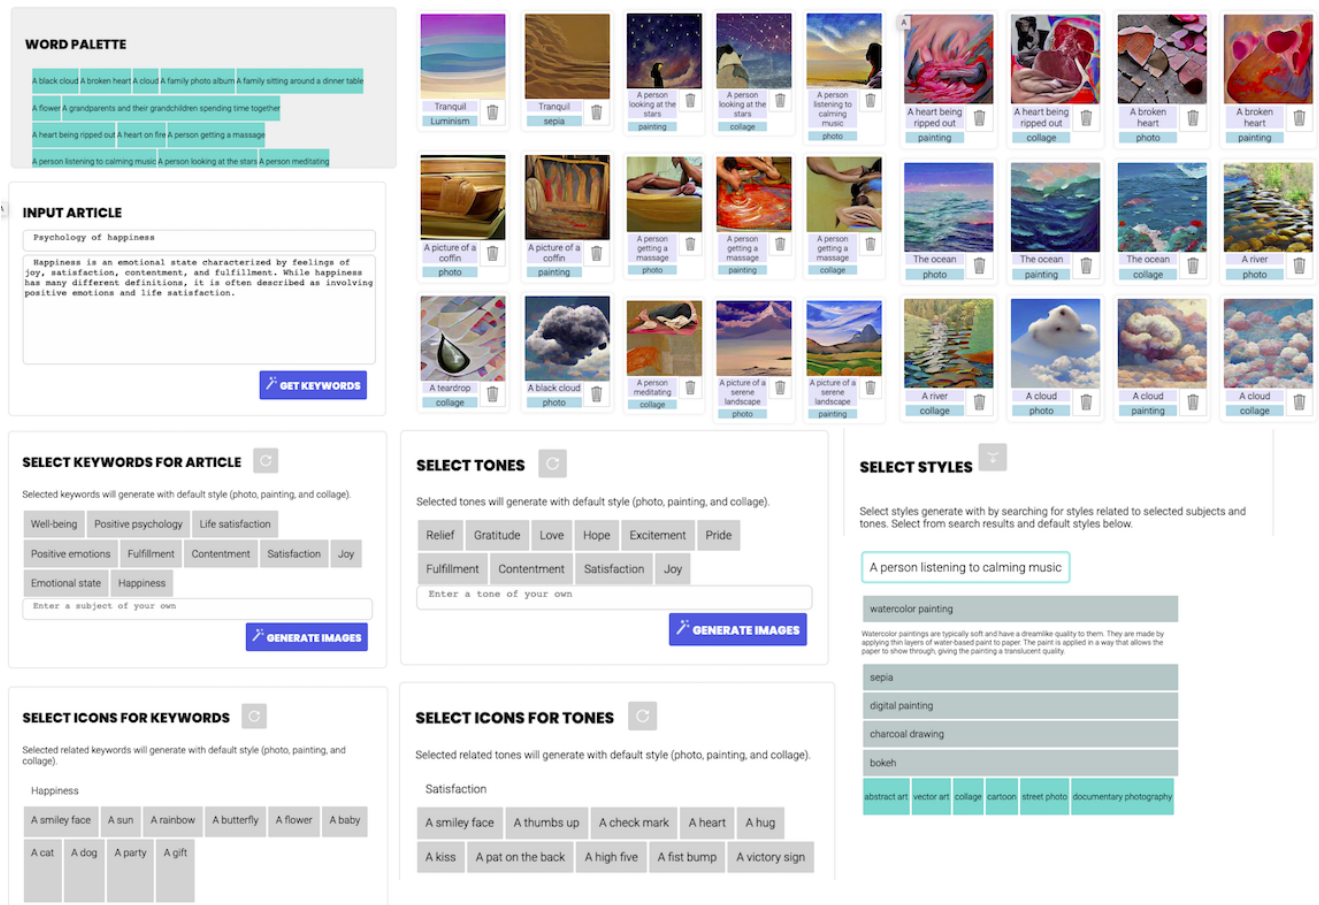 WORD PALETTE
A black cloud A broken heart A cloud A family photo album A family sitting around a dinner table
A flower A grandparents and their grandchildren spending time together
A heart being ripped out A heart on fire A person getting a massage
A person listening to calming music A person looking at the stars A person meditating
INPUT ARTICLE
Psychology of happiness
Happiness is an emotional state characterized by feelings of
joy, satisfaction, contentment, and fulfillment. While happiness
has many different definitions, it is often described as involving
positive emotions and life satisfaction.
GET KEYWORDS
Tranquil
Luminism
Tranquil
sepia
A person
looking at the
stars
painting
A person
looking at the
stars
collage
A person
listening to
calming music
photo
A
A heart being
ripped out
painting
A heart being
ripped out
collage
A broken
heart
photo
A broken
heart
painting
A picture of a
coffin
photo
A picture of a
coffin
painting
A person
getting a
massage
photo
A person
getting a
massage
painting
A person
getting a
massage
collage
The ocean
photo
The ocean
painting
The ocean
collage
A river
photo
A teardrop
collage
A black cloud
photo
A person
meditating
collage
A picture of a
serene
landscape
photo
A picture of a
serene
landscape
painting
A river
collage
A cloud
photo
A cloud
painting
A cloud
collage
SELECT KEYWORDS FOR ARTICLE
Selected keywords will generate with default style (photo, painting, and collage).
Well-being Positive psychology Life satisfaction
Positive emotions Fulfillment Contentment Satisfaction Joy
Emotional state Happiness
Enter a subject of your own
GENERATE IMAGES
SELECT TONES
Selected tones will generate with default style (photo, painting, and collage).
Relief Gratitude Love Hope Excitement Pride
Fulfillment Contentment Satisfaction Joy
Enter a tone of your own
GENERATE IMAGES
SELECT STYLES
Select styles generate with by searching for styles related to selected subjects and
tones. Select from search results and default styles below.
A person listening to calming music
watercolor painting
Watercolor paintings are typically soft and have a dreamlike quality to them. They are made by
applying thin layers of water-based paint to paper. The paint is applied in a way that allows the
paper to show through, giving the painting a translucent quality.
sepia
digital painting
charcoal drawing
bokeh
abstract art vector art collage cartoon street photo documentary photography
SELECT ICONS FOR KEYWORDS
Selected related keywords will generate with default style (photo, painting, and
collage).
Happiness
A smiley face A sun A rainbow A butterfly A flower A baby
A cat A dog A party A gift
SELECT ICONS FOR TONES
Selected related tones will generate with default style (photo, painting, and collage).
Satisfaction
A smiley face A thumbs up A check mark A heart A hug
A kiss A pat on the back A high five A fist bump A victory sign